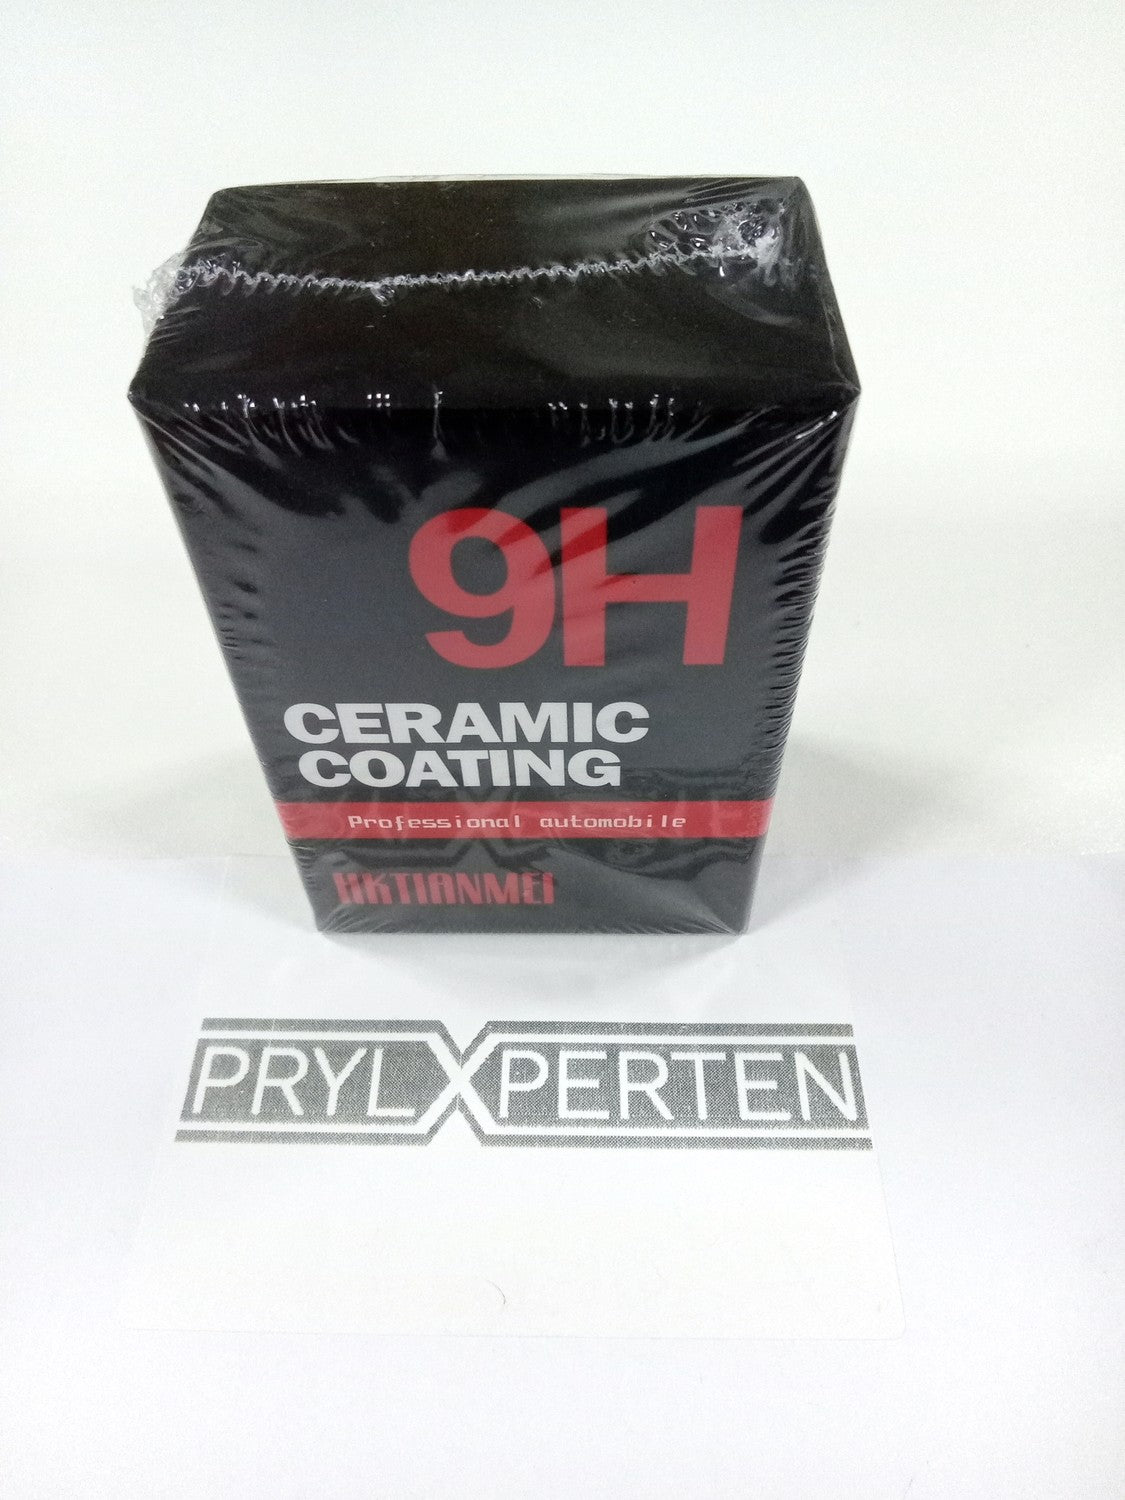 9H
CERAMIC
COATING
Professional automobile
HKTIANMEI
PRYLXPERTEN